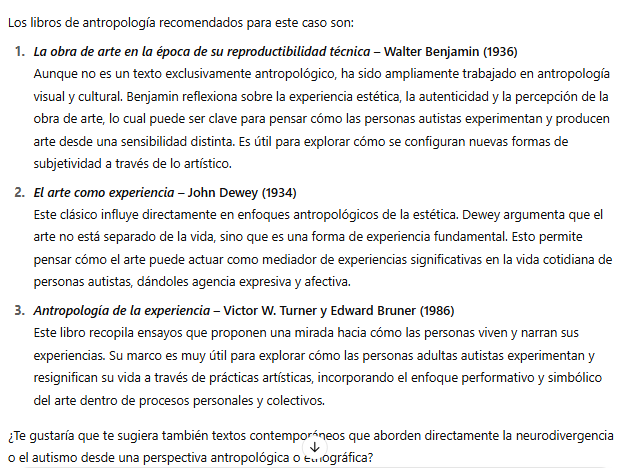 Los libros de antropología recomendados para este caso son:
1. La obra de arte en la época de su reproductibilidad técnica – Walter Benjamin (1936)
Aunque no es un texto exclusivamente antropológico, ha sido ampliamente trabajado en antropología
visual y cultural. Benjamin reflexiona sobre la experiencia estética, la autenticidad y la percepción de la
obra de arte, lo cual puede ser clave para pensar cómo las personas autistas experimentan y producen
arte desde una sensibilidad distinta. Es útil para explorar cómo se configuran nuevas formas de
subjetividad a través de lo artístico.
2. El arte como experiencia – John Dewey (1934)
Este clásico influye directamente en enfoques antropológicos de la estética. Dewey argumenta que el
arte no está separado de la vida, sino que es una forma de experiencia fundamental. Esto permite
pensar cómo el arte puede actuar como mediador de experiencias significativas en la vida cotidiana de
personas autistas, dándoles agencia expresiva y afectiva.
3. Antropología de la experiencia – Victor W. Turner y Edward Bruner (1986)
Este libro recopila ensayos que proponen una mirada hacia cómo las personas viven y narran sus
experiencias. Su marco es muy útil para explorar cómo las personas adultas autistas experimentan y
resignifican su vida a través de prácticas artísticas, incorporando el enfoque performativo y simbólico
del arte dentro de procesos personales y colectivos.
¿Te gustaría que te sugiera también textos contemporáneos que aborden directamente la neurodivergencia
o el autismo desde una perspectiva antropológica o etnográfica?